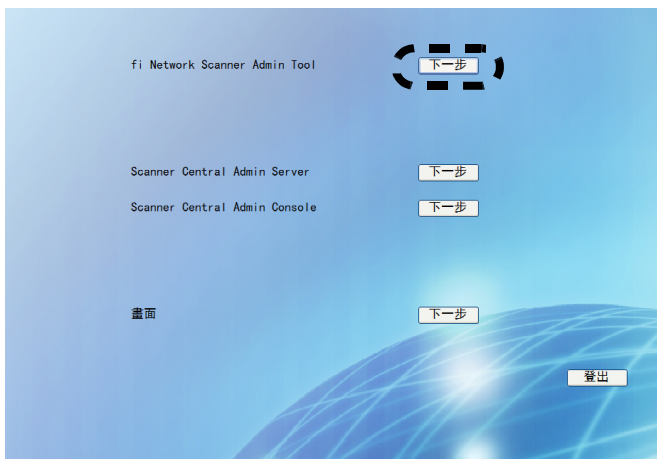 fi Network Scanner Admin Tool 下一步
Scanner Central Admin Server 下一步
Scanner Central Admin Console 下一步
畫面 下一步
登出